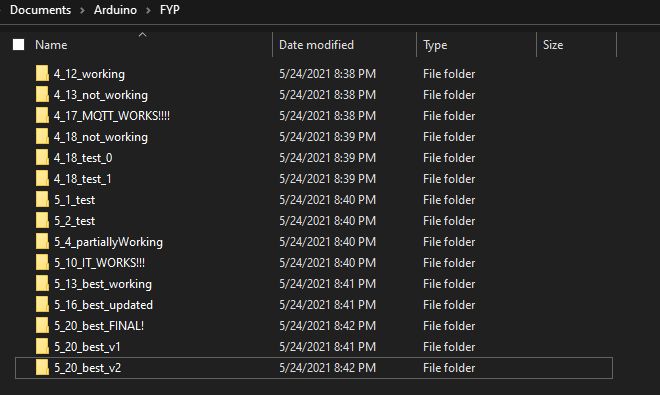 Documents > Arduino > FYP
Name Date modified Type Size
4_12_working 5/24/2021 8:38 PM File folder
4_13_not_working 5/24/2021 8:38 PM File folder
4_17_MQTT_WORKS!!!! 5/24/2021 8:38 PM File folder
4_18_not_working 5/24/2021 8:39 PM File folder
4_18_test_0 5/24/2021 8:39 PM File folder
4_18_test_1 5/24/2021 8:39 PM File folder
5_1_test 5/24/2021 8:40 PM File folder
5_2_test 5/24/2021 8:40 PM File folder
5_4_partiallyWorking 5/24/2021 8:40 PM File folder
5_10_IT_WORKS!!! 5/24/2021 8:40 PM File folder
5_13_best_working 5/24/2021 8:41 PM File folder
5_16_best_updated 5/24/2021 8:41 PM File folder
5_20_best_FINAL! 5/24/2021 8:42 PM File folder
5_20_best_v1 5/24/2021 8:41 PM File folder
5_20_best_v2 5/24/2021 8:42 PM File folder